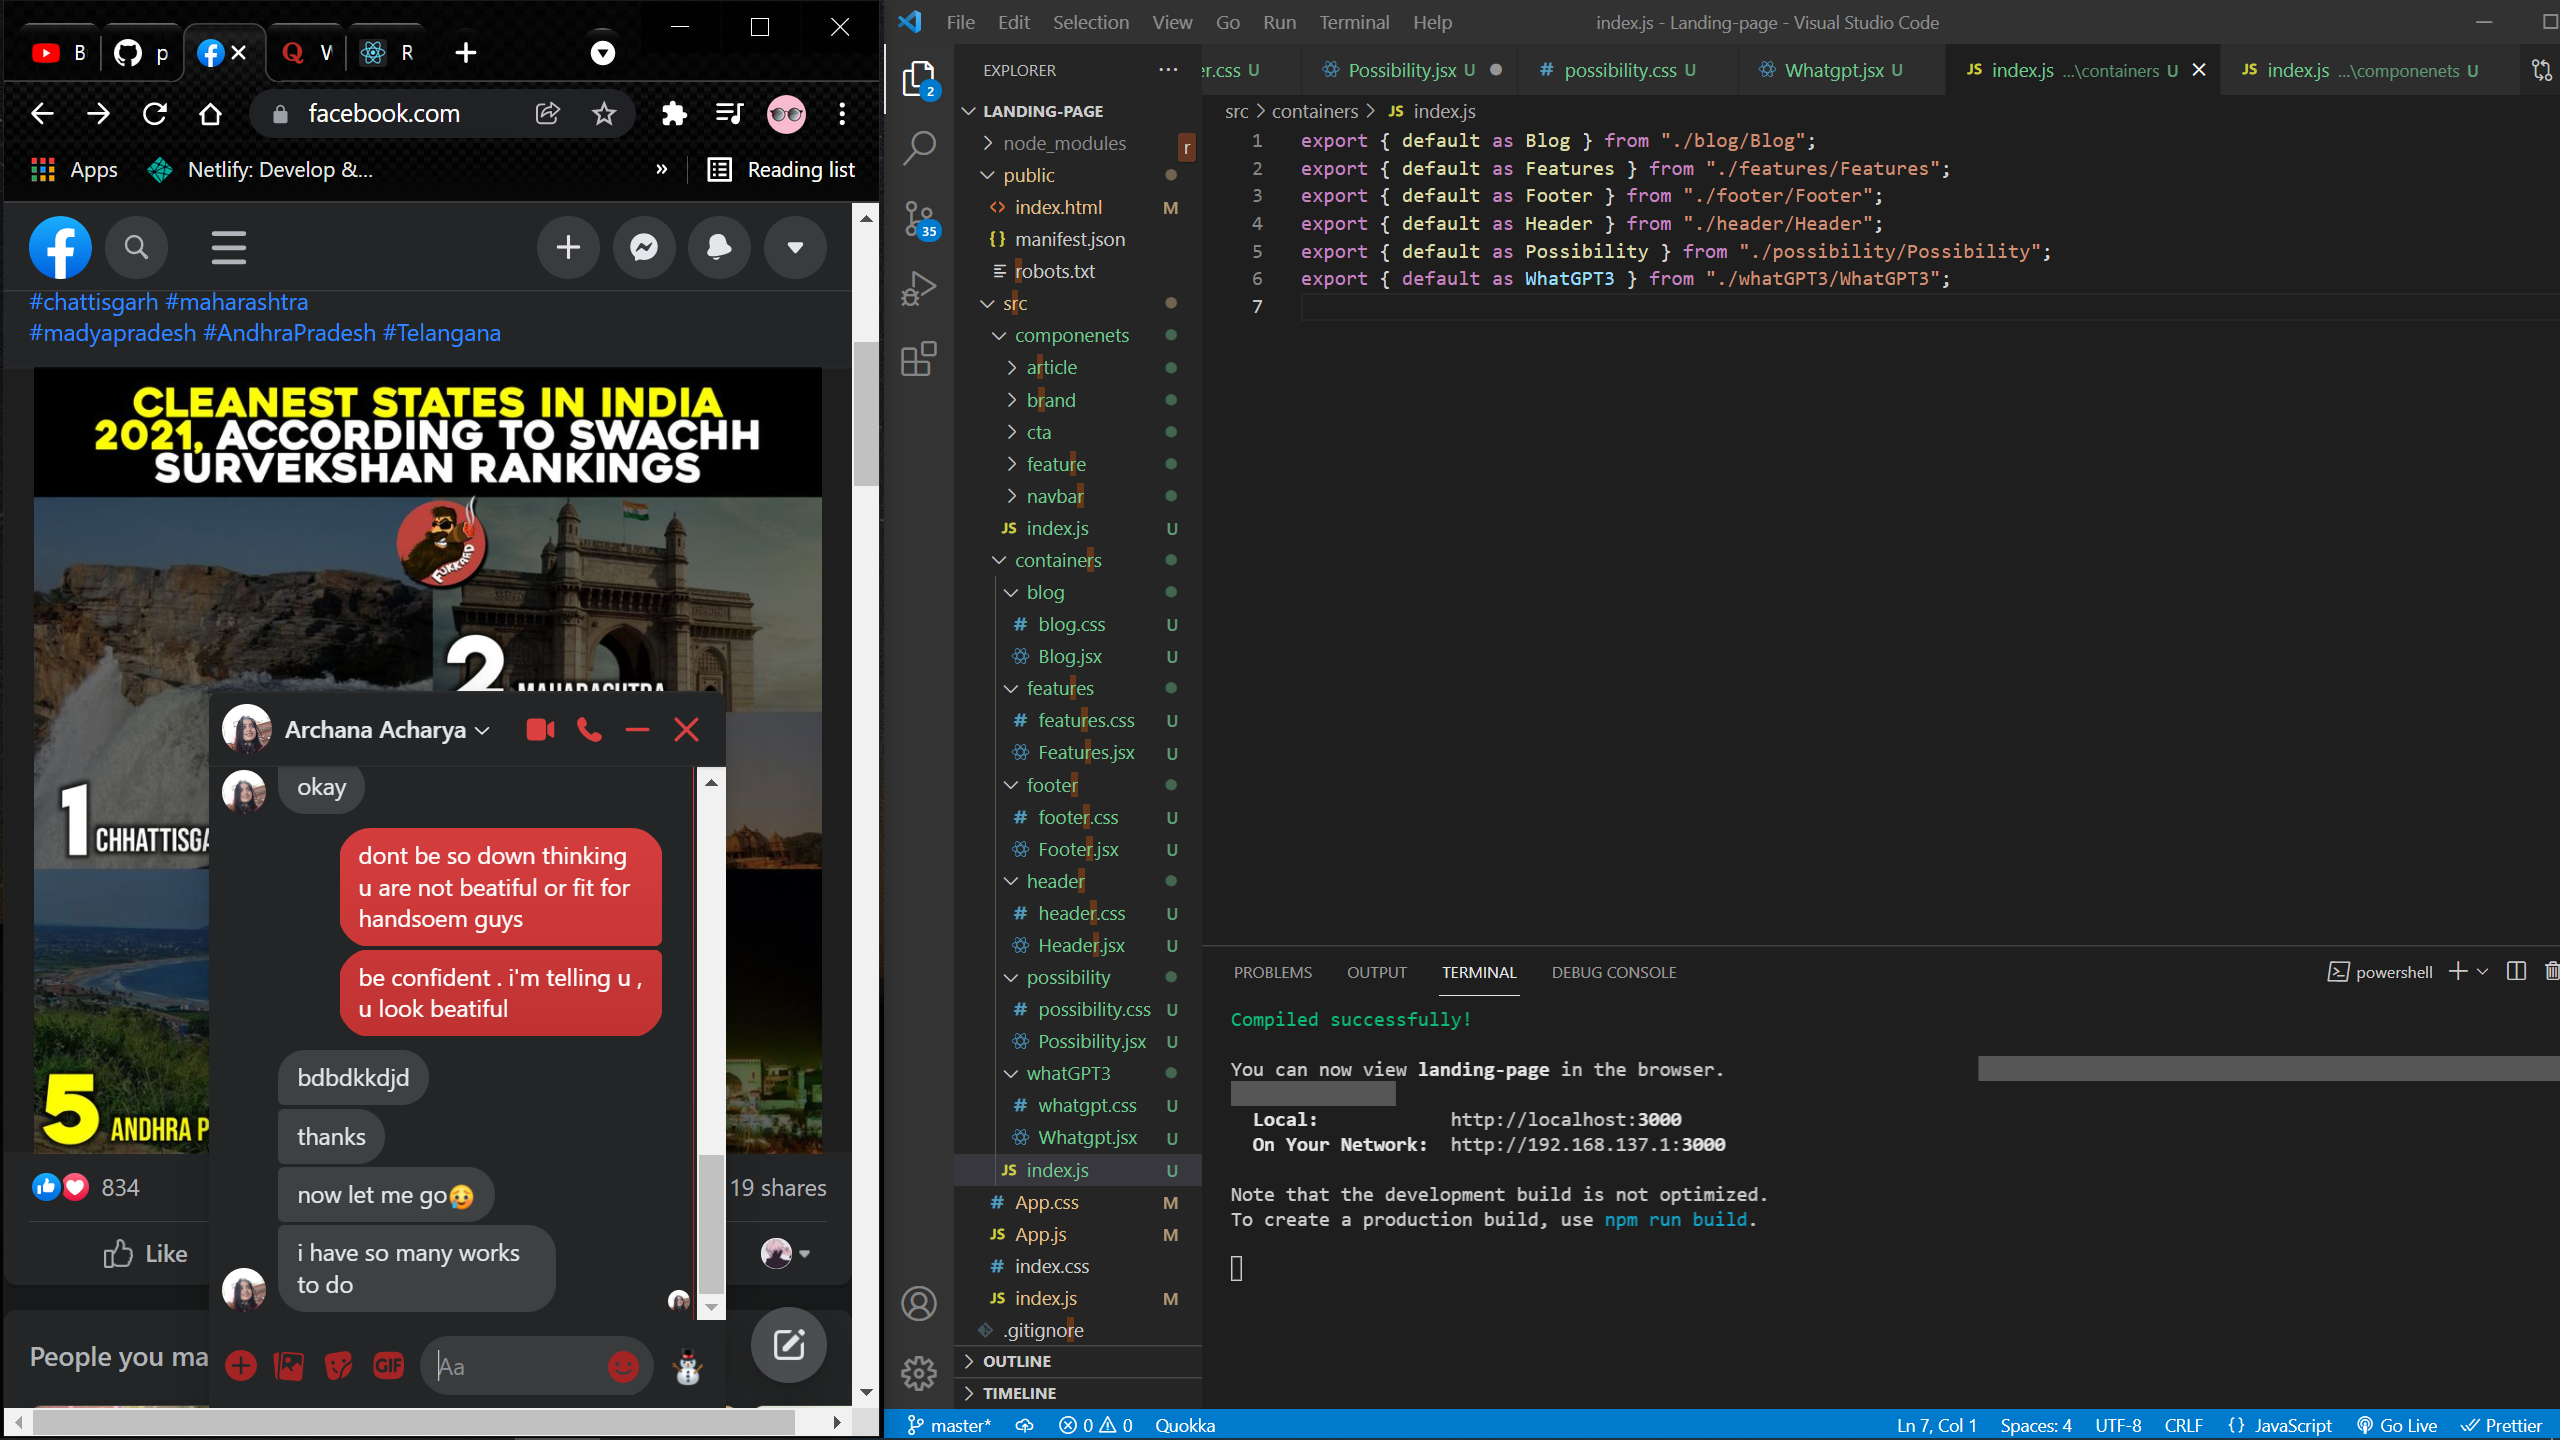 B
p
W
R
facebook.com
Apps
Netlify: Develop &...
»
Reading list
#chattisgarh #maharashtra
#madyapradesh #AndhraPradesh #Telangana
CLEANEST STATES IN INDIA
2021, ACCORDING TO SWACHH
SURVEKSHAN RANKINGS
FUKKARD
2
1 CHHATTISGA
5 ANDHRA P
834
19 shares
Like
People you ma
Archana Acharya
okay
dont be so down thinking
u are not beatiful or fit for
handsoem guys
be confident . i'm telling u ,
u look beatiful
bdbdkkdjd
thanks
now let me go🥲
i have so many works
to do
GIF
Aa
File Edit Selection View Go Run Terminal Help
index.js - Landing-page - Visual Studio Code
2
35
EXPLORER
LANDING-PAGE
r
node_modules
public
index.html M
manifest.json
robots.txt
src
componenets
article
brand
cta
feature
navbar
JS index.js U
containers
blog
# blog.css U
Blog.jsx U
features
# features.css U
Features.jsx U
footer
# footer.css U
Footer.jsx U
header
# header.css U
Header.jsx U
possibility
# possibility.css U
Possibility.jsx U
whatGPT3
# whatgpt.css U
Whatgpt.jsx U
JS index.js U
# App.css M
JS App.js M
# index.css
JS index.js M
.gitignore
OUTLINE
TIMELINE
er.css U
Possibility.jsx U
# possibility.css U
Whatgpt.jsx U
JS index.js ...\containers U
JS index.js ...\componenets U
src > containers > JS index.js
1 export { default as Blog } from "./blog/Blog";
2 export { default as Features } from "./features/Features";
3 export { default as Footer } from "./footer/Footer";
4 export { default as Header } from "./header/Header";
5 export { default as Possibility } from "./possibility/Possibility";
6 export { default as WhatGPT3 } from "./whatGPT3/WhatGPT3";
7
PROBLEMS OUTPUT TERMINAL DEBUG CONSOLE
powershell
Compiled successfully!
You can now view landing-page in the browser.
Local: http://localhost:3000
On Your Network: http://192.168.137.1:3000
Note that the development build is not optimized.
To create a production build, use npm run build.
master*
0 0
Quokka
Ln 7, Col 1
Spaces: 4
UTF-8
CRLF
{} JavaScript
Go Live
Prettier